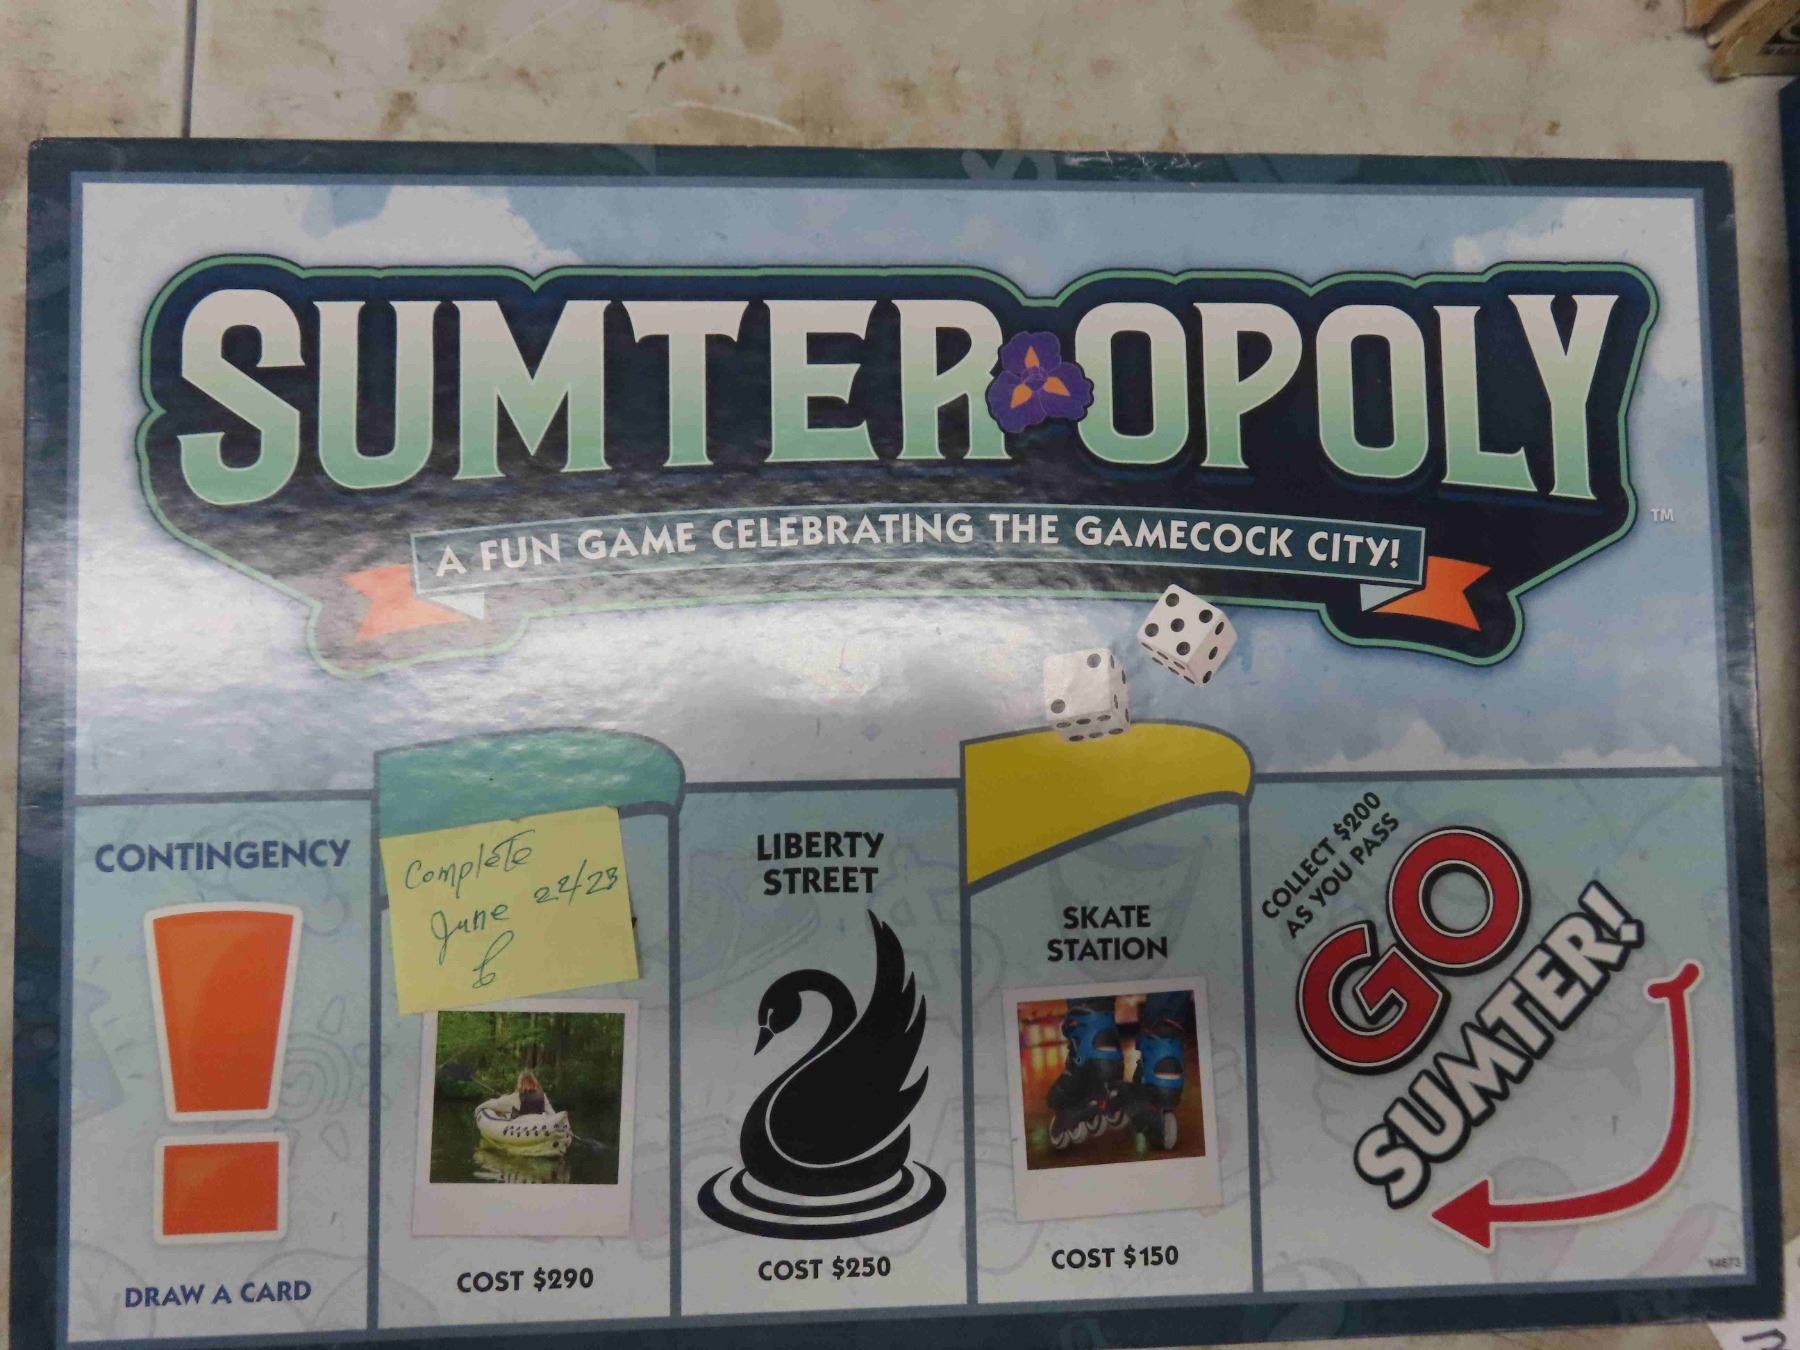 SUMTER-OPOLY
TM
A FUN GAME CELEBRATING THE GAMECOCK CITY!
CONTINGENCY
DRAW A CARD
Complete
June 22/23
COST $290
LIBERTY
STREET
COST $250
SKATE
STATION
COST $150
COLLECT $200
AS YOU PASS
GO
SUMTER!
14673